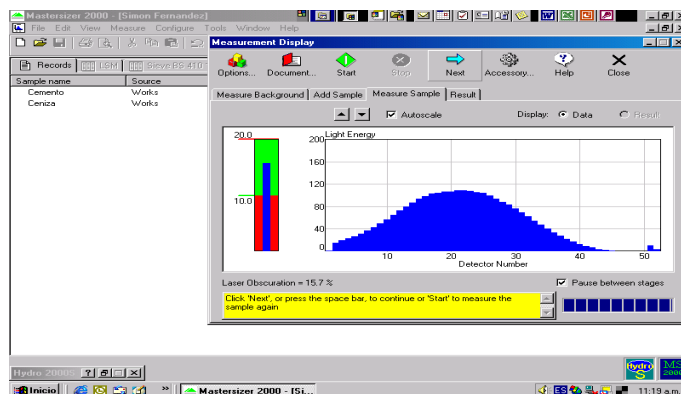 Mastersizer 2000 - [Simon Fernandez]
File Edit View Measure Configure Tools Window Help
Measurement Display
Options... Document... Start Stop Next Accessory... Help Close
Records LSM Sieve BS 410
Sample name Source
Cemento Works
Ceniza Works
Measure Background Add Sample Measure Sample Result
Autoscale Display: Data Result
20.0
10.0
Light Energy
200
160
120
80
40
0
10 20 30 40 50
Detector Number
Laser Obscuration = 15.7 %
Pause between stages
Click 'Next', or press the space bar, to continue or 'Start' to measure the
sample again
Hydro 2000S
Hydro
S
MS
2000
Inicio
Mastersizer 2000 - [Si...
ES
11:19 a.m.